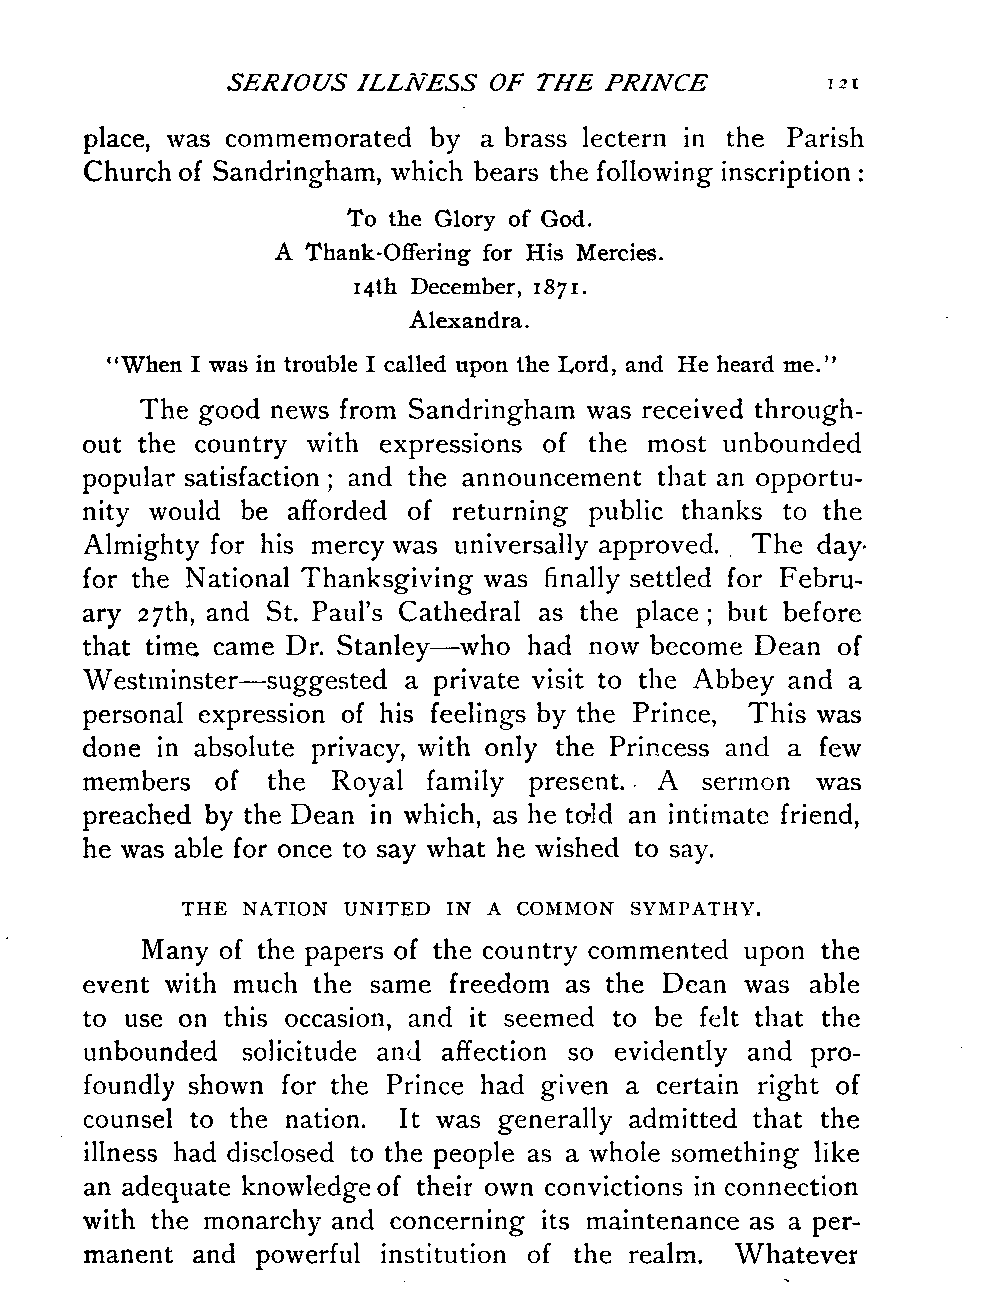 SERIOUS ILLNESS OF THE PRINCE 121
place, was commemorated by a brass lectern in the Parish
Church of Sandringham, which bears the following inscription :
To the Glory of God.
A Thank-Offering for His Mercies.
14th December, 1871.
Alexandra.
"When I was in trouble I called upon the Lord, and He heard me."
The good news from Sandringham was received through-
out the country with expressions of the most unbounded
popular satisfaction ; and the announcement that an opportu-
nity would be afforded of returning public thanks to the
Almighty for his mercy was universally approved. The day
for the National Thanksgiving was finally settled for Febru-
ary 27th, and St. Paul's Cathedral as the place ; but before
that time came Dr. Stanley—who had now become Dean of
Westminster—suggested a private visit to the Abbey and a
personal expression of his feelings by the Prince, This was
done in absolute privacy, with only the Princess and a few
members of the Royal family present. A sermon was
preached by the Dean in which, as he told an intimate friend,
he was able for once to say what he wished to say.
THE NATION UNITED IN A COMMON SYMPATHY.
Many of the papers of the country commented upon the
event with much the same freedom as the Dean was able
to use on this occasion, and it seemed to be felt that the
unbounded solicitude and affection so evidently and pro-
foundly shown for the Prince had given a certain right of
counsel to the nation. It was generally admitted that the
illness had disclosed to the people as a whole something like
an adequate knowledge of their own convictions in connection
with the monarchy and concerning its maintenance as a per-
manent and powerful institution of the realm. Whatever